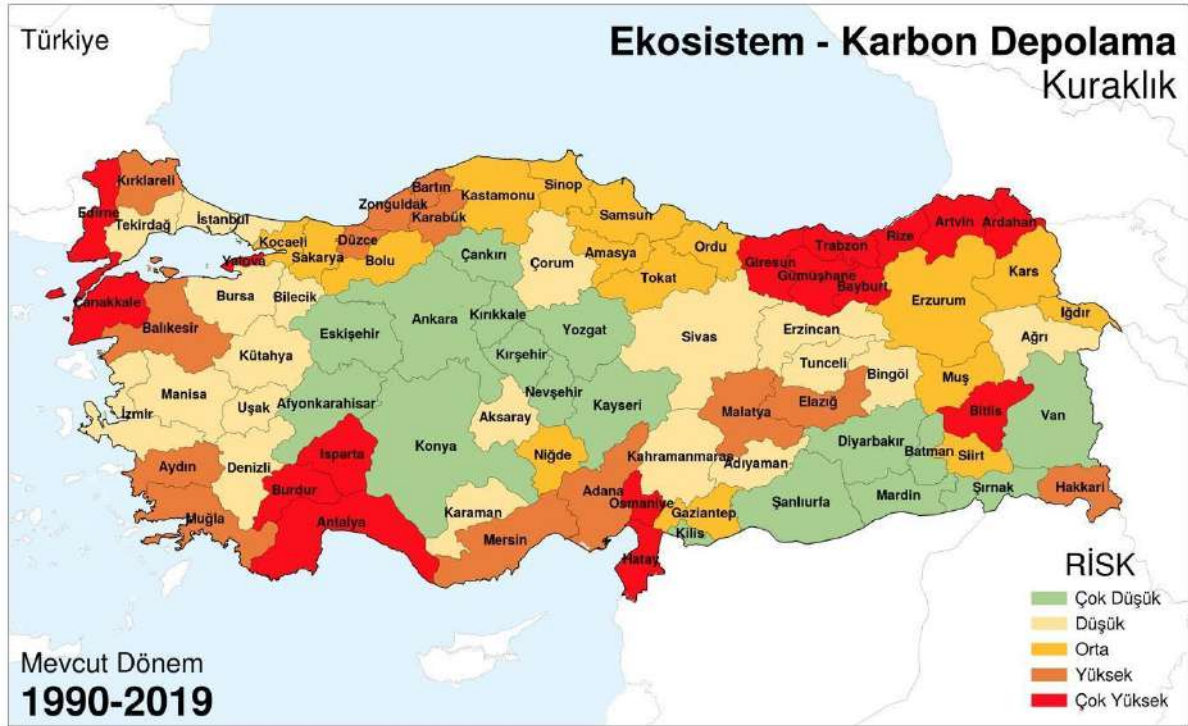 Türkiye
Ekosistem - Karbon Depolama
Kuraklık
Kırklareli
Edirne
Tekirdağ
İstanbul
Bartın
Zonguldak
Karabük
Kastamonu
Sinop
Samsun
Kocaeli
Sakarya
Düzce
Bolu
Yalova
Çankırı
Çorum
Amasya
Ordu
Tokat
Giresun
Trabzon
Rize
Artvin
Ardahan
Gümüşhane
Bayburt
Kars
Erzurum
Iğdır
Ağrı
Çanakkale
Balıkesir
Bursa
Bilecik
Eskişehir
Ankara
Kırıkkale
Yozgat
Kırşehir
Sivas
Erzincan
Tunceli
Bingöl
Muş
Kütahya
Manisa
İzmir
Uşak
Afyonkarahisar
Aksaray
Nevşehir
Kayseri
Malatya
Elazığ
Bitlis
Van
Konya
Niğde
Kahramanmaraş
Adıyaman
Diyarbakır
Batman
Siirt
Aydın
Denizli
Isparta
Burdur
Muğla
Antalya
Karaman
Mersin
Adana
Osmaniye
Gaziantep
Kilis
Hatay
Şanlıurfa
Mardin
Şırnak
Hakkari
RİSK
Çok Düşük
Düşük
Orta
Yüksek
Çok Yüksek
Mevcut Dönem
1990-2019